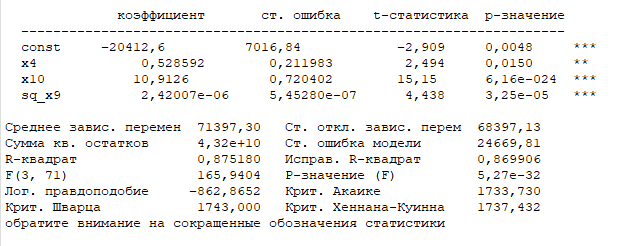 коэффициент ст. ошибка t-статистика p-значение
const −20412,6 7016,84 −2,909 0,0048 ***
x4 0,528592 0,211983 2,494 0,0150 **
x10 10,9126 0,720402 15,15 6,16e-024 ***
sq_x9 2,42007e-06 5,45280e-07 4,438 3,25e-05 ***
Среднее завис. перемен 71397,30 Ст. откл. завис. перем 68397,13
Сумма кв. остатков 4,32e+10 Ст. ошибка модели 24669,81
R-квадрат 0,875180 Исправ. R-квадрат 0,869906
F(3, 71) 165,9404 Р-значение (F) 5,27e-32
Лог. правдоподобие −862,8652 Крит. Акаике 1733,730
Крит. Шварца 1743,000 Крит. Хеннана-Куинна 1737,432
обратите внимание на сокращенные обозначения статистики